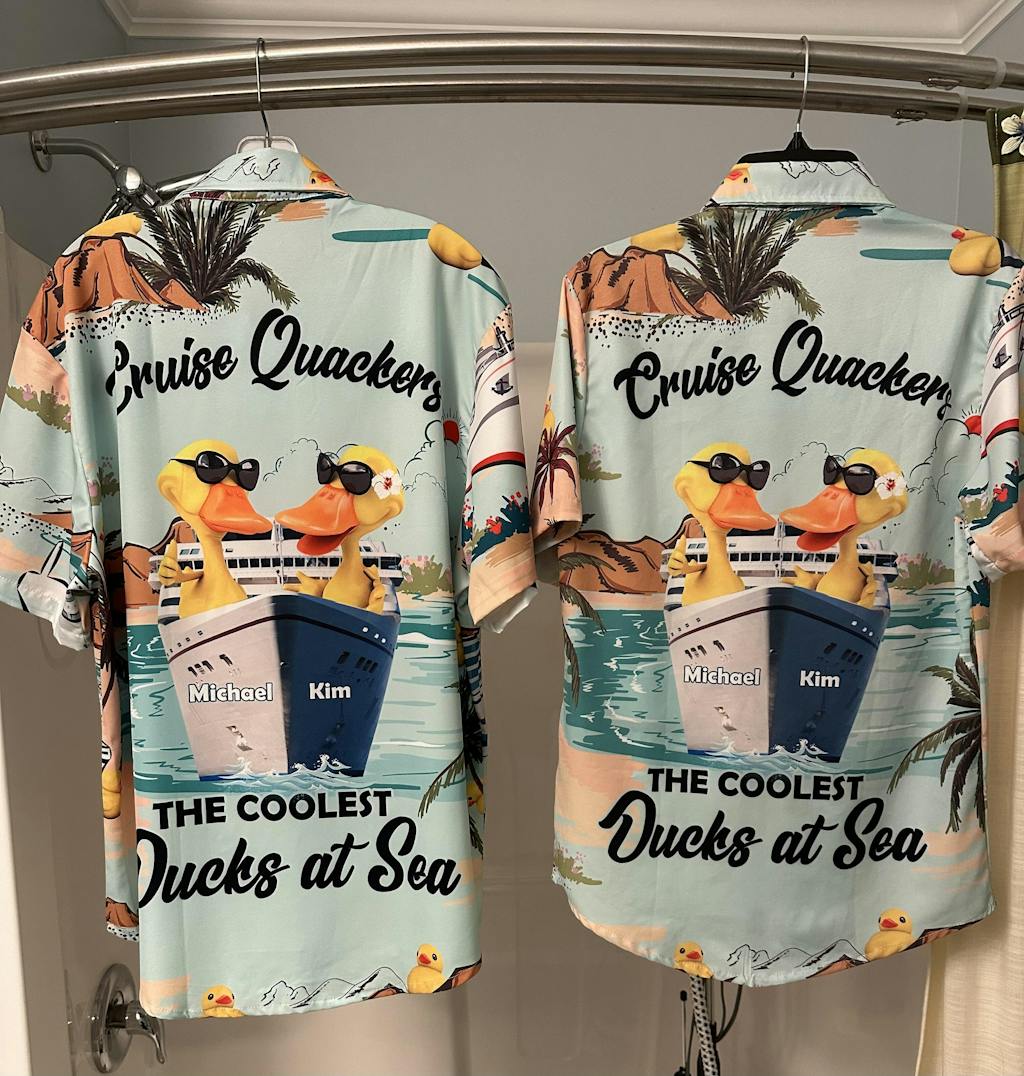 Cruise Quackers
Michael Kim
THE COOLEST
Ducks at Sea
Cruise Quackers
Michael Kim
THE COOLEST
Ducks at Sea